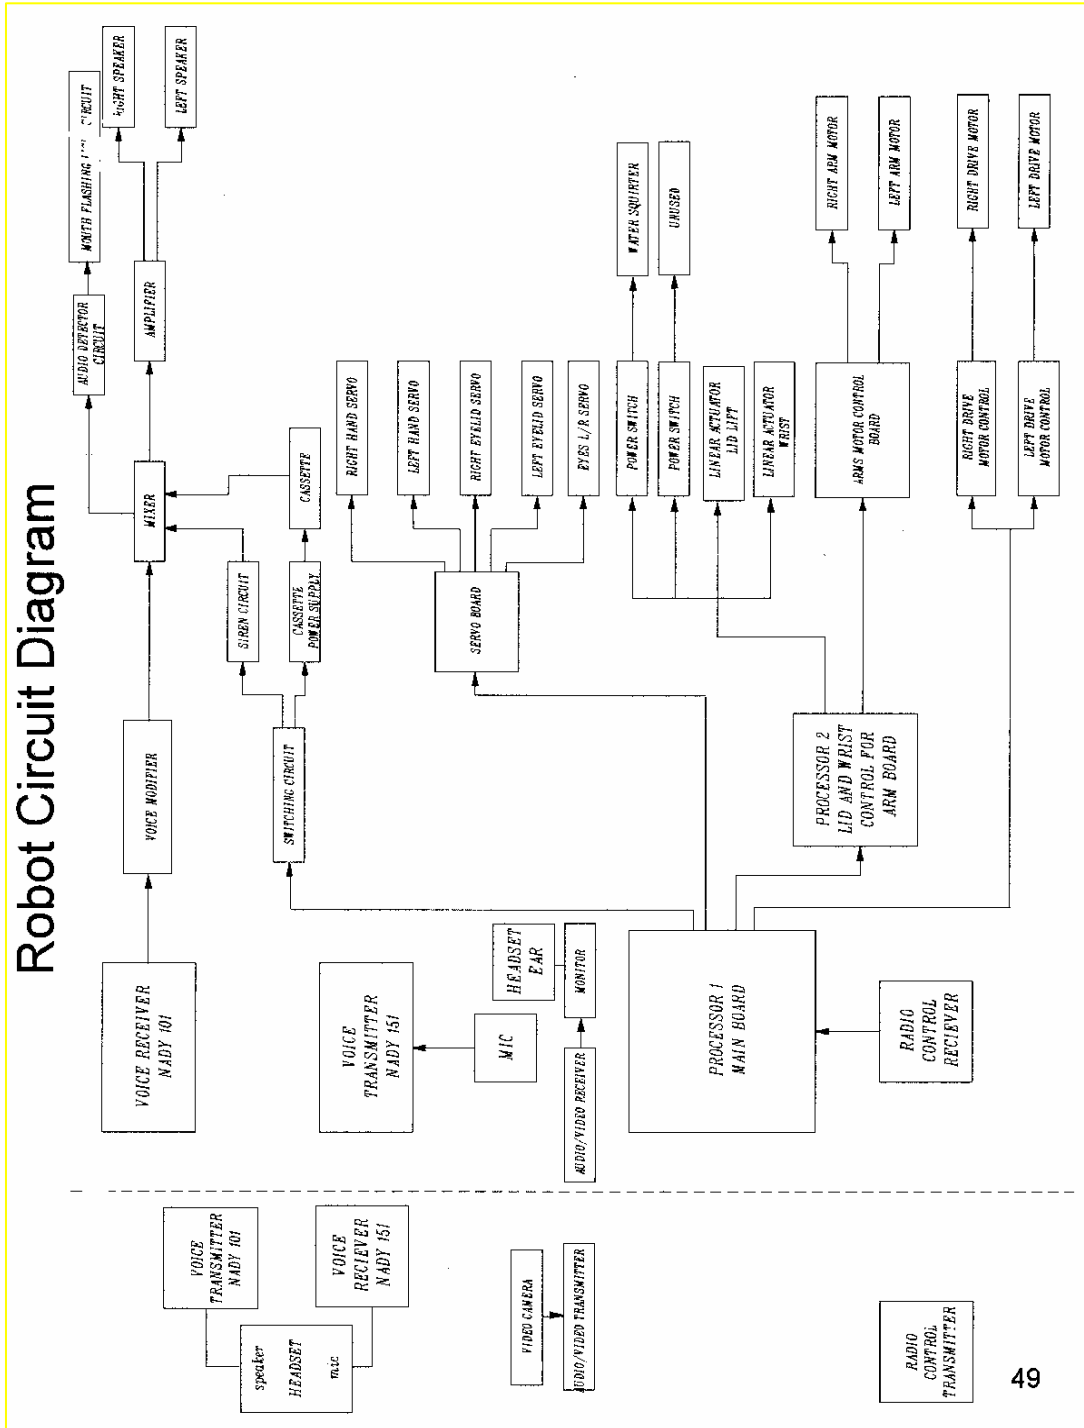 Robot Circuit Diagram
speaker
HEADSET
mic
VOICE
TRANSMITTER
NADY 101
VOICE
RECIEVER
NADY 151
VIDEO CAMERA
AUDIO/VIDEO TRANSMITTER
RADIO
CONTROL
TRANSMITTER
VOICE RECEIVER
NADY 101
VOICE
TRANSMITTER
NADY 151
MIC
HEADSET
EAR
AUDIO/VIDEO RECEIVER
MONITOR
PROCESSOR 1
MAIN BOARD
RADIO
CONTROL
RECIEVER
VOICE MODIFIER
SWITCHING CIRCUIT
SIREN CIRCUIT
CASSETTE
POWER SUPPLY
CASSETTE
MIXER
AUDIO DETECTOR
CIRCUIT
MOUTH FLASHING CIRCUIT
AMPLIFIER
RIGHT SPEAKER
LEFT SPEAKER
SERVO BOARD
RIGHT HAND SERVO
LEFT HAND SERVO
RIGHT EYELID SERVO
LEFT EYELID SERVO
EYES L/R SERVO
POWER SWITCH
WATER SQUIRTER
POWER SWITCH
UNUSED
LINEAR ACTUATOR
LID LIFT
LINEAR ACTUATOR
WRIST
PROCESSOR 2
LID AND WRIST
CONTROL FOR
ARM BOARD
ARMS MOTOR CONTROL
BOARD
RIGHT ARM MOTOR
LEFT ARM MOTOR
RIGHT DRIVE
MOTOR CONTROL
RIGHT DRIVE MOTOR
LEFT DRIVE
MOTOR CONTROL
LEFT DRIVE MOTOR
49